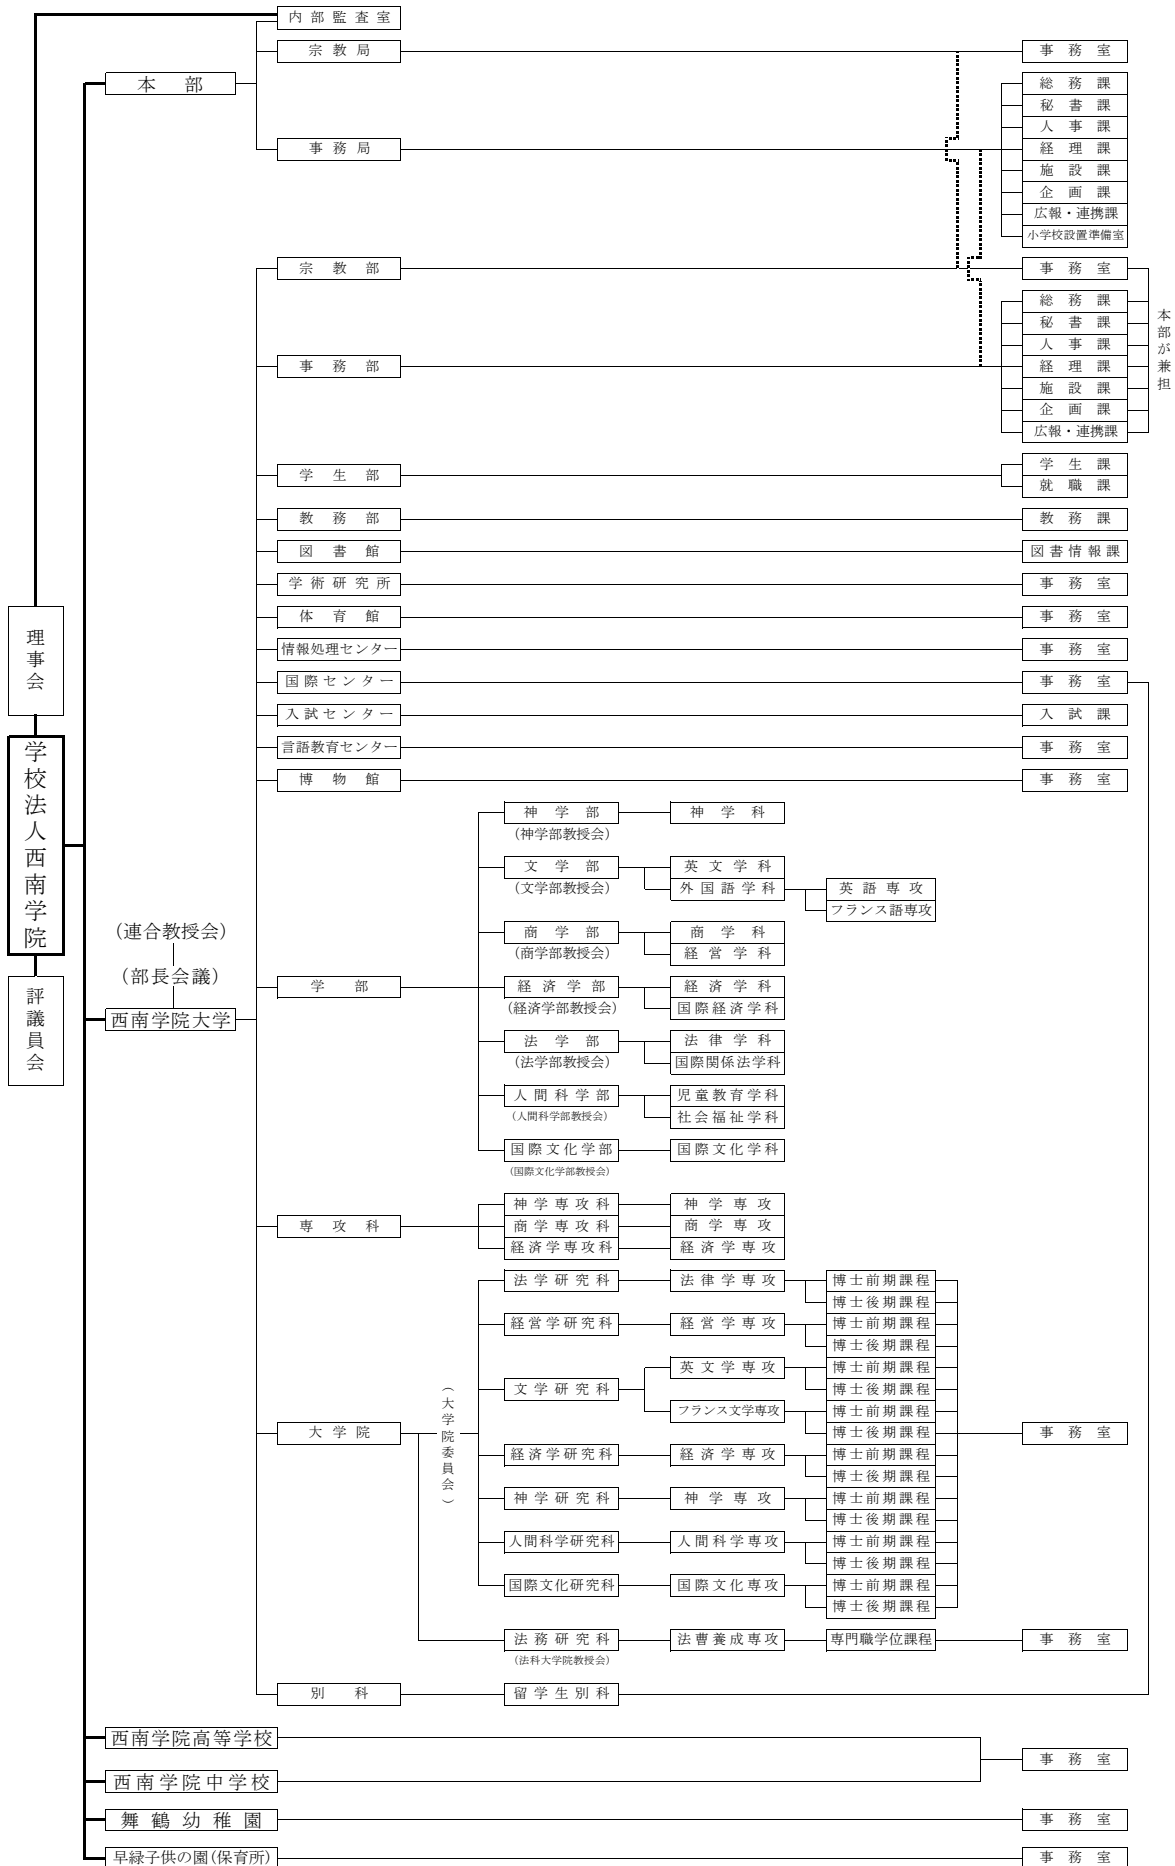 内部監査室
宗教局
事務室
本部
総務課
秘書課
人事課
事務局
経理課
施設課
企画課
広報・連携課
小学校設置準備室
宗教部
事務室
総務課
秘書課
人事課
事務部
経理課
施設課
企画課
広報・連携課
本部が兼担
学生部
学生課
就職課
教務部
教務課
図書館
図書情報課
学術研究所
事務室
体育館
事務室
情報処理センター
事務室
国際センター
事務室
入試センター
入試課
言語教育センター
事務室
博物館
事務室
理事会
学校法人西南学院
評議員会
(連合教授会)
(部長会議)
西南学院大学
学部
神学部
神学科
(神学部教授会)
文学部
英文学科
(文学部教授会)
外国語学科
英語専攻
フランス語専攻
商学部
商学科
(商学部教授会)
経営学科
経済学部
経済学科
(経済学部教授会)
国際経済学科
法学部
法律学科
(法学部教授会)
国際関係法学科
人間科学部
児童教育学科
(人間科学部教授会)
社会福祉学科
国際文化学部
国際文化学科
(国際文化学部教授会)
専攻科
神学専攻科
神学専攻
商学専攻科
商学専攻
経済学専攻科
経済学専攻
大学院
(大学院委員会)
法学研究科
法律学専攻
博士前期課程
博士後期課程
経営学研究科
経営学専攻
博士前期課程
博士後期課程
文学研究科
英文学専攻
博士前期課程
博士後期課程
フランス文学専攻
博士前期課程
博士後期課程
事務室
経済学研究科
経済学専攻
博士前期課程
博士後期課程
神学研究科
神学専攻
博士前期課程
博士後期課程
人間科学研究科
人間科学専攻
博士前期課程
博士後期課程
国際文化研究科
国際文化専攻
博士前期課程
博士後期課程
法務研究科
法曹養成専攻
専門職学位課程
事務室
(法科大学院教授会)
別科
留学生別科
西南学院高等学校
西南学院中学校
事務室
舞鶴幼稚園
事務室
早緑子供の園(保育所)
事務室